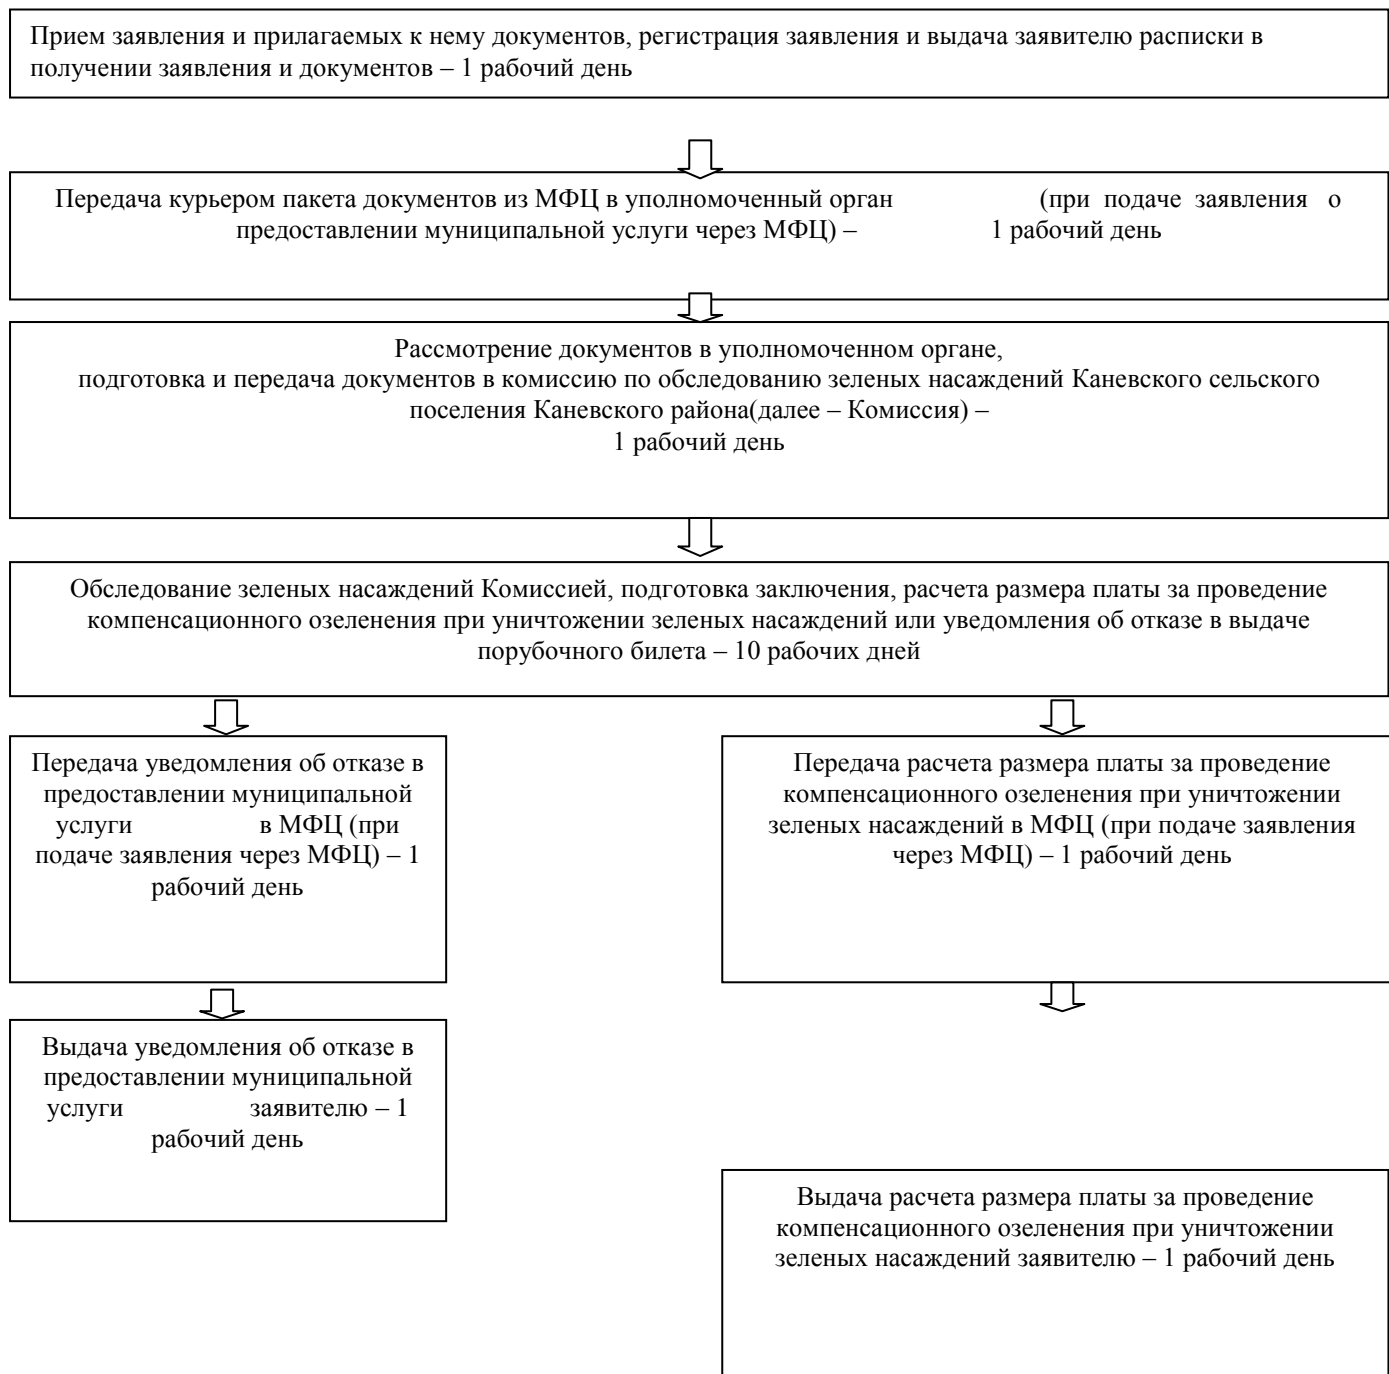 Прием заявления и прилагаемых к нему документов, регистрация заявления и выдача заявителю расписки в
получении заявления и документов – 1 рабочий день
Передача курьером пакета документов из МФЦ в уполномоченный орган (при подаче заявления о
предоставлении муниципальной услуги через МФЦ) – 1 рабочий день
Рассмотрение документов в уполномоченном органе,
подготовка и передача документов в комиссию по обследованию зеленых насаждений Каневского сельского
поселения Каневского района(далее – Комиссия) –
1 рабочий день
Обследование зеленых насаждений Комиссией, подготовка заключения, расчета размера платы за проведение
компенсационного озеленения при уничтожении зеленых насаждений или уведомления об отказе в выдаче
порубочного билета – 10 рабочих дней
Передача уведомления об отказе в
предоставлении муниципальной
услуги в МФЦ (при
подаче заявления через МФЦ) – 1
рабочий день
Передача расчета размера платы за проведение
компенсационного озеленения при уничтожении
зеленых насаждений в МФЦ (при подаче заявления
через МФЦ) – 1 рабочий день
Выдача уведомления об отказе в
предоставлении муниципальной
услуги заявителю – 1
рабочий день
Выдача расчета размера платы за проведение
компенсационного озеленения при уничтожении
зеленых насаждений заявителю – 1 рабочий день